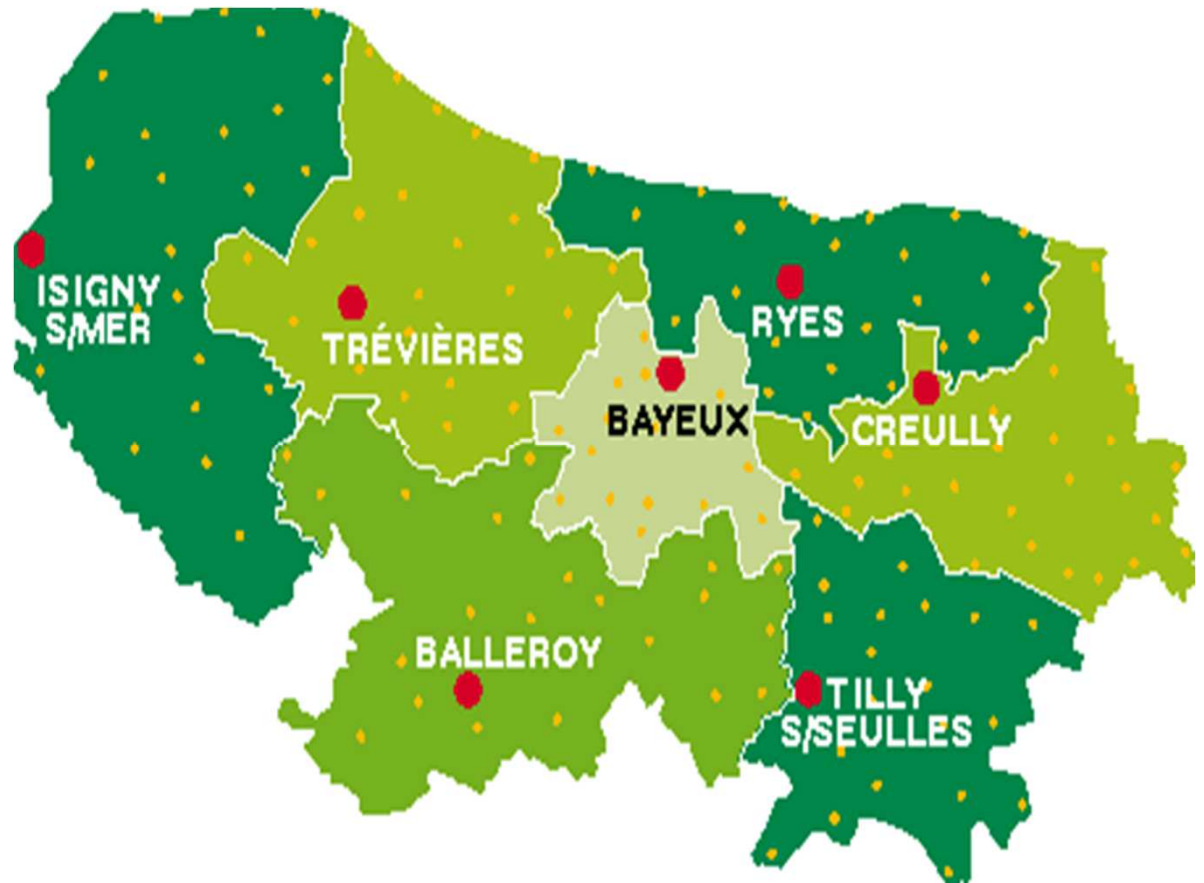 ISIGNY
S/MER
TRÉVIÈRES
RYES
BAYEUX
CREULLY
BALLEROY
TILLY
S/SEULLES